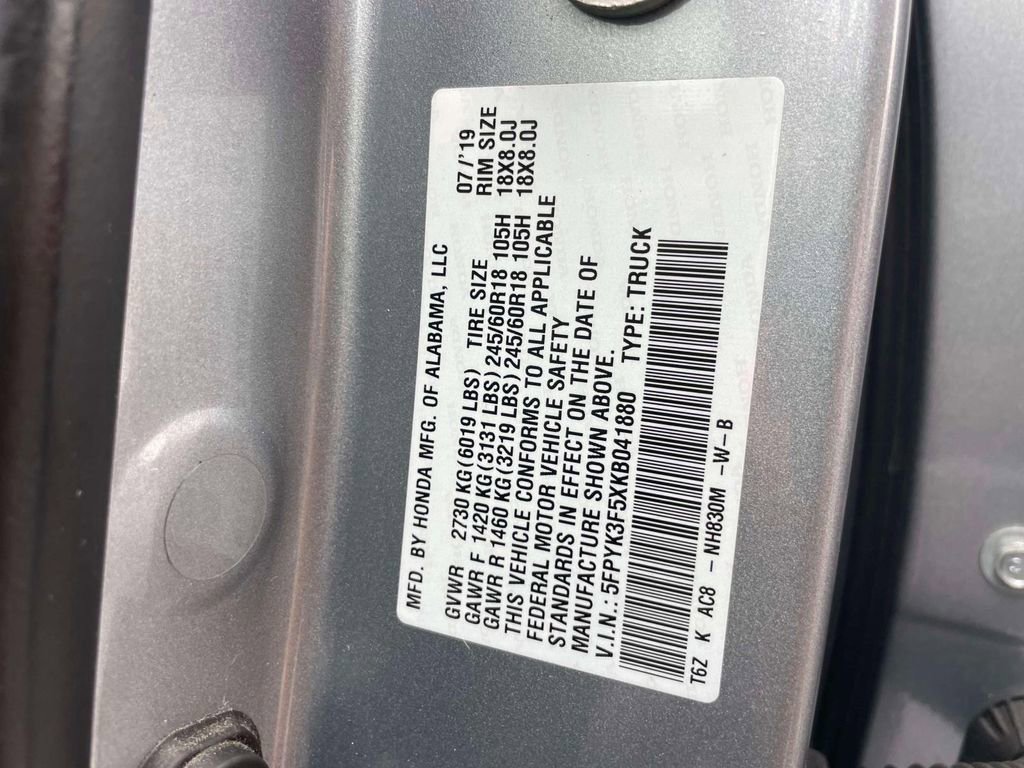 MFD. BY HONDA MFG. OF ALABAMA, LLC 07/'19
GVWR 2730 KG(6019 LBS) TIRE SIZE RIM SIZE
GAWR F 1420 KG(3131 LBS)245/60R18 105H 18X8.0J
GAWR R 1460 KG(3219 LBS)245/60R18 105H 18X8.0J
THIS VEHICLE CONFORMS TO ALL APPLICABLE
FEDERAL MOTOR VEHICLE SAFETY
STANDARDS IN EFFECT ON THE DATE OF
MANUFACTURE SHOWN ABOVE.
V.I.N.: 5FPYK3F5XKB041880 TYPE: TRUCK
T6Z K AC8 -NH830M -W-B